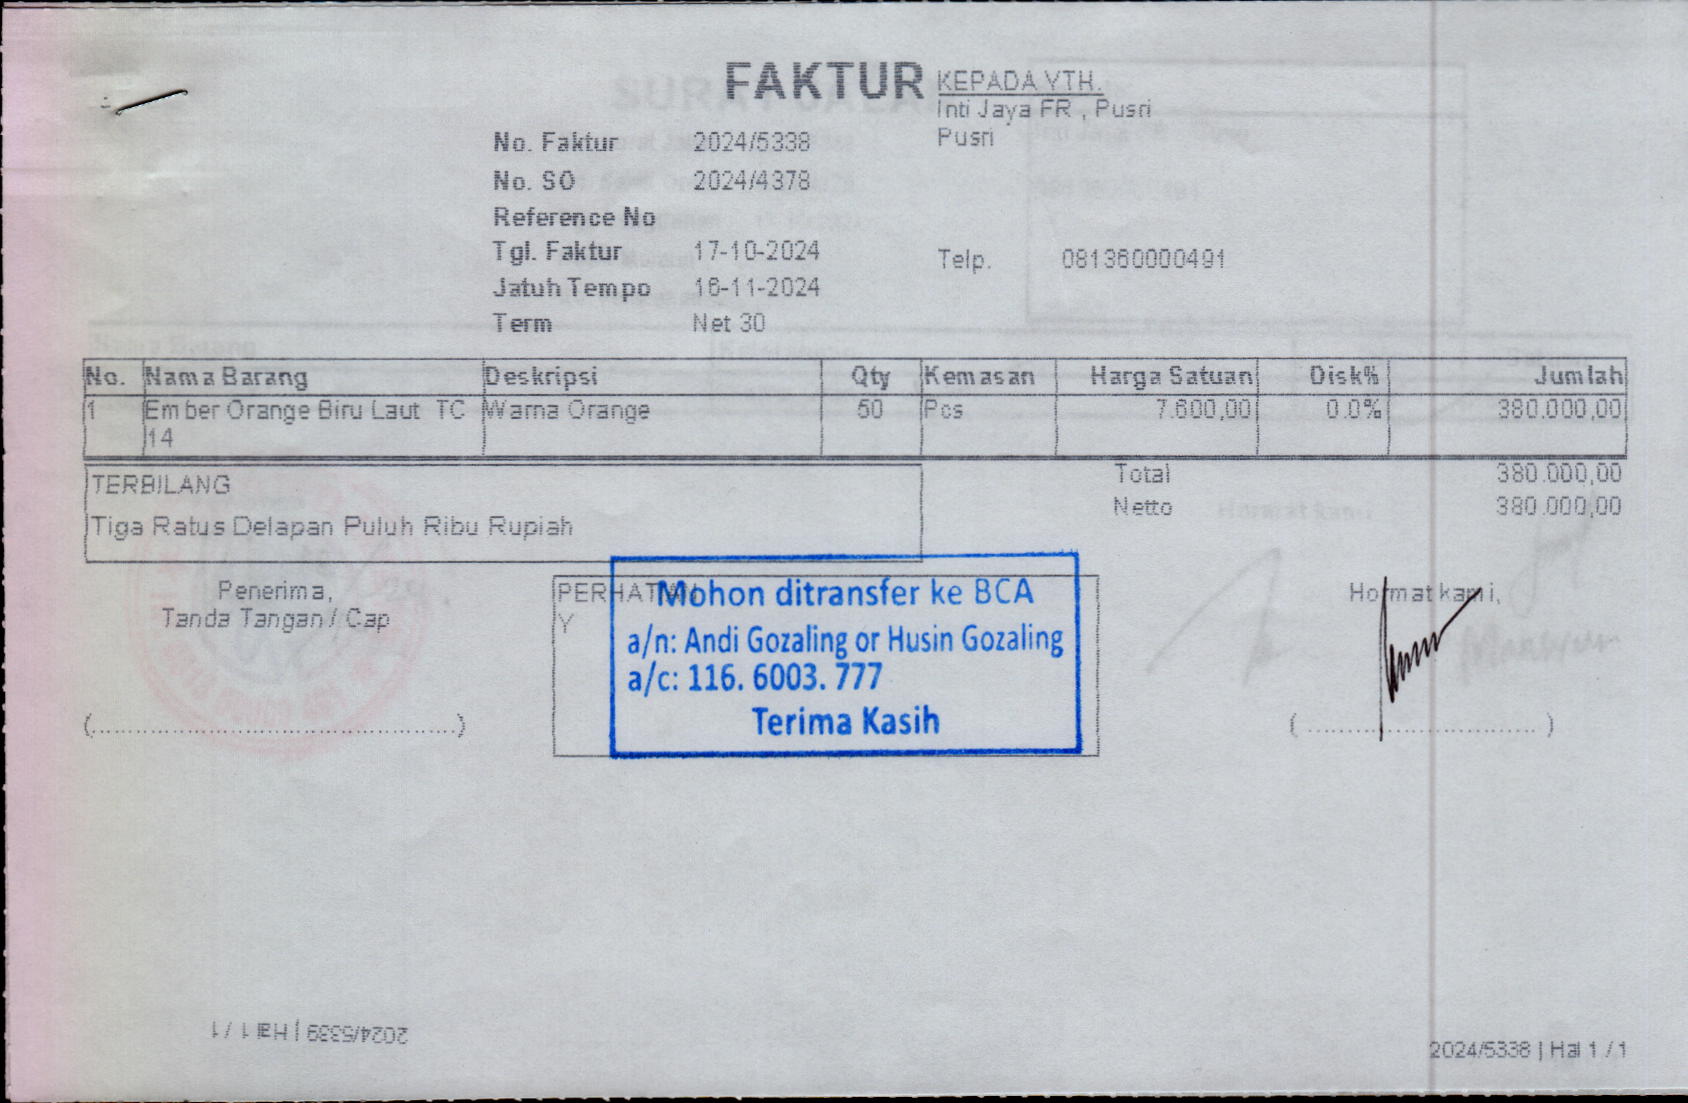 FAKTUR
KEPADA YTH.
Inti Jaya FR , Pusri
Pusri
No. Faktur 2024/5338
No. SO 2024/4378
Reference No
Tgl. Faktur 17-10-2024
Telp. 081360000491
Jatuh Tempo 16-11-2024
Term Net 30
No. Nama Barang Deskripsi Qty Kemasan Harga Satuan Disk% Jumlah
1 Ember Orange Biru Laut TC Warna Orange 50 Pcs 7.600,00 0.0% 380.000,00
14
Total 380.000,00
TERBILANG
Netto 380.000,00
Tiga Ratus Delapan Puluh Ribu Rupiah
Penerima,
Tanda Tangan / Cap
PERHATIAN
Y
Mohon ditransfer ke BCA
a/n: Andi Gozaling or Husin Gozaling
a/c: 116. 6003. 777
Terima Kasih
Hormat kami,
(................................................)
( ............................... )
2024/5339 | Hal 1 / 1
2024/5338 | Hal 1 / 1